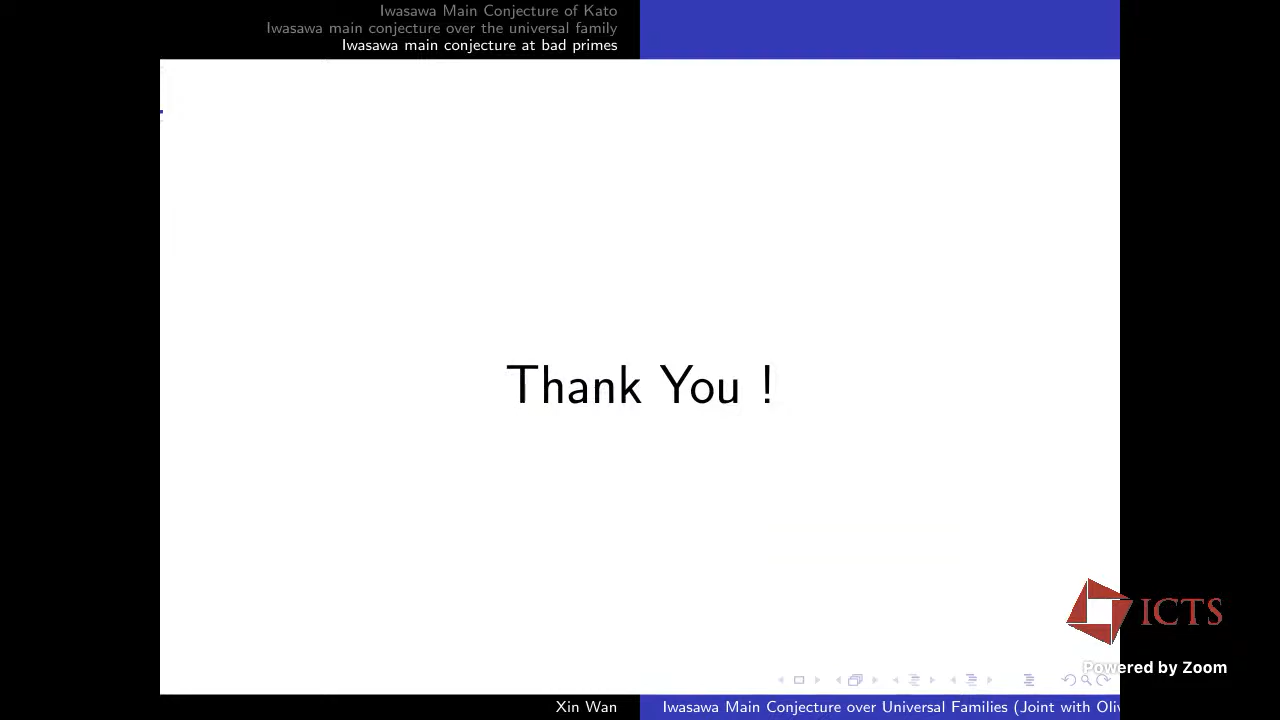 Iwasawa Main Conjecture of Kato
Iwasawa main conjecture over the universal family
Iwasawa main conjecture at bad primes
Thank You !
ICTS
Powered by Zoom
Xin Wan
Iwasawa Main Conjecture over Universal Families (Joint with Oliv